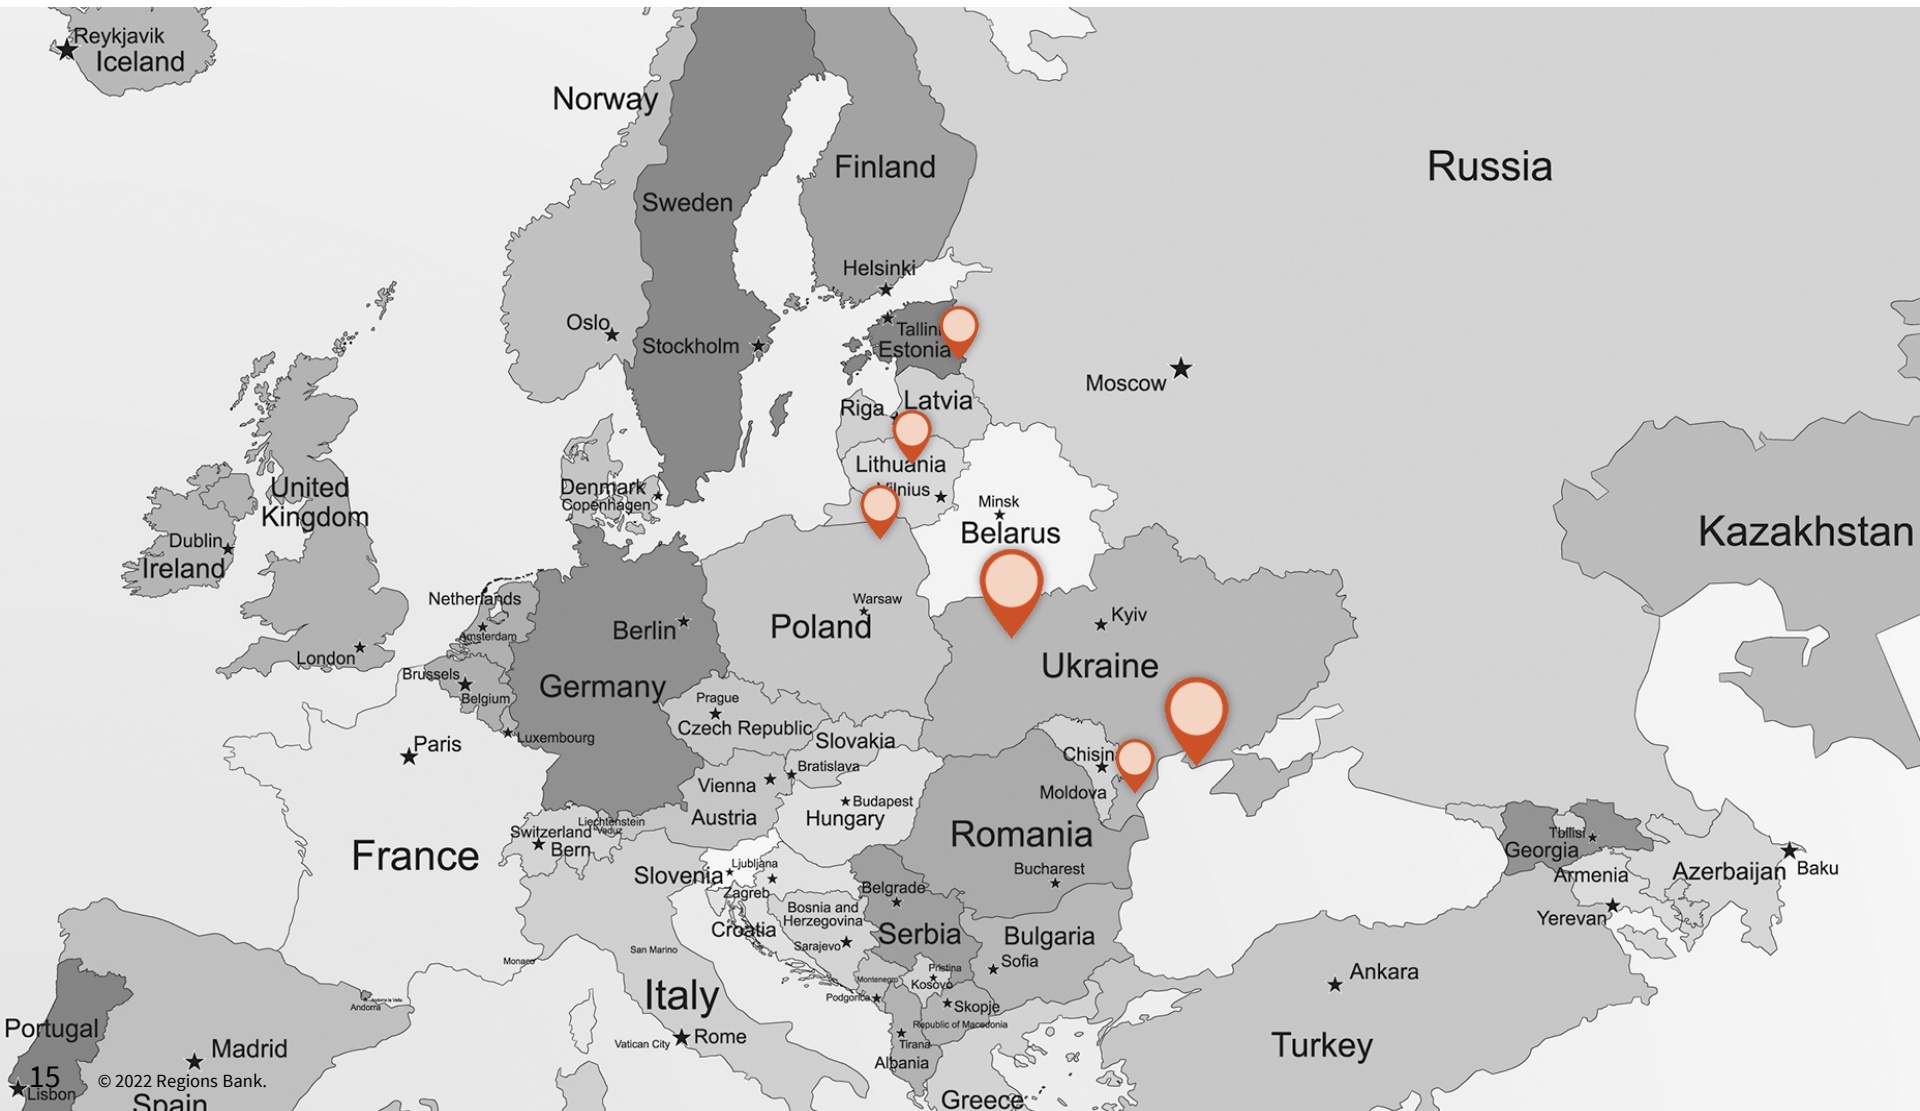 Reykjavik
Iceland
Norway
Finland
Russia
Sweden
Helsinki
Oslo
Stockholm
Tallin
Estonia
Moscow
Riga
Latvia
Lithuania
Vilnius
Denmark
Copenhagen
Minsk
Belarus
United
Kingdom
Dublin
Ireland
Kazakhstan
Netherlands
Amsterdam
Berlin
Warsaw
Poland
Kyiv
Ukraine
London
Brussels
Belgium
Germany
Prague
Czech Republic
Luxembourg
Paris
Slovakia
Chisin
Bratislava
Vienna
Moldova
Budapest
Hungary
Austria
Liechtenstein
Vaduz
Switzerland
Bern
France
Romania
Bucharest
Tbilisi
Georgia
Armenia
Azerbaijan
Baku
Yerevan
Ljubljana
Slovenia
Zagreb
Belgrade
Bosnia and
Herzegovina
Croatia
Sarajevo
Serbia
Bulgaria
Sofia
San Marino
Monaco
Pristina
Kosovo
Montenegro
Podgorica
Skopje
Republic of Macedonia
Ankara
Italy
Andorra la Vella
Andorra
Portugal
Vatican City
Rome
Tirana
Albania
Turkey
Madrid
15
© 2022 Regions Bank.
Lisbon
Spain
Greece